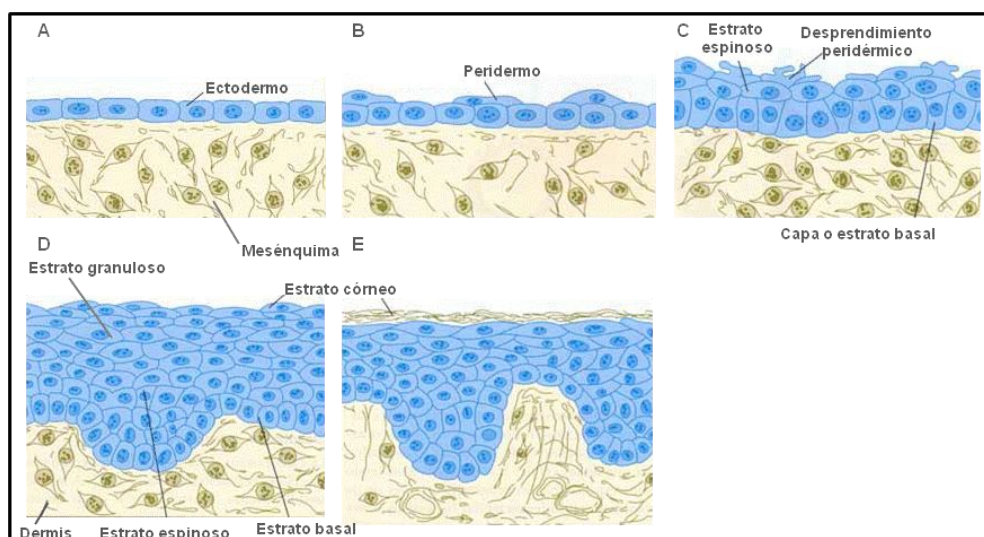 A
Ectodermo
Mesénquima
B
Peridermo
C
Estrato
espinoso
Desprendimiento
peridérmico
Capa o estrato basal
D
Estrato granuloso
Estrato córneo
Dermis
Estrato espinoso
Estrato basal
E